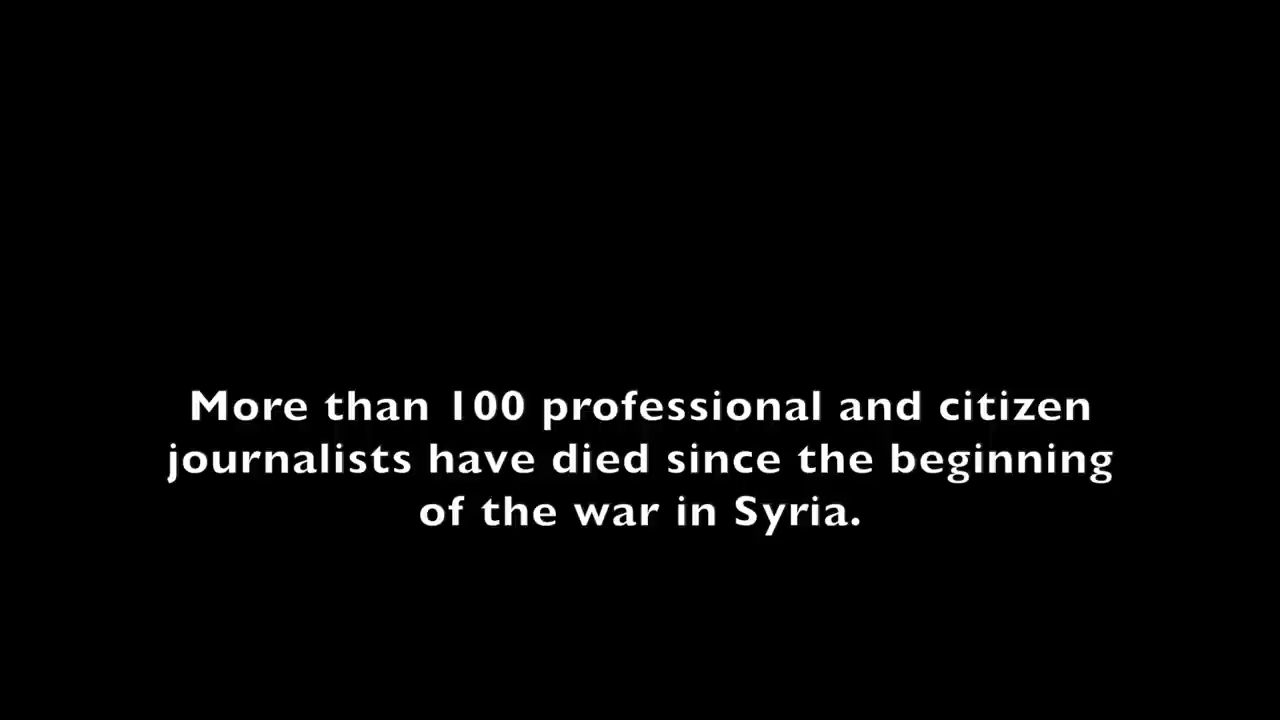 More than 100 professional and citizen
journalists have died since the beginning
of the war in Syria.